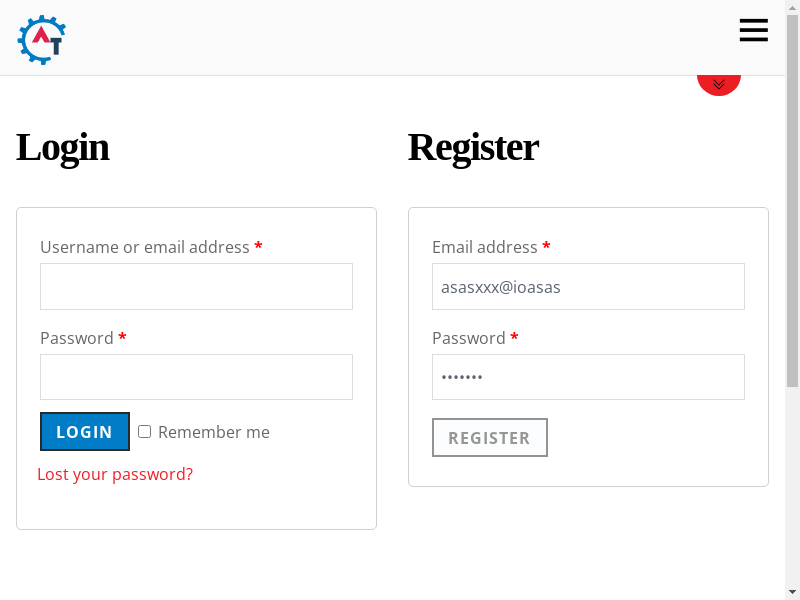 AT
Login
Register
Username or email address *
Password *
LOGIN
Remember me
Lost your password?
Email address *
asasxxx@ioasas
Password *
•••••••
REGISTER